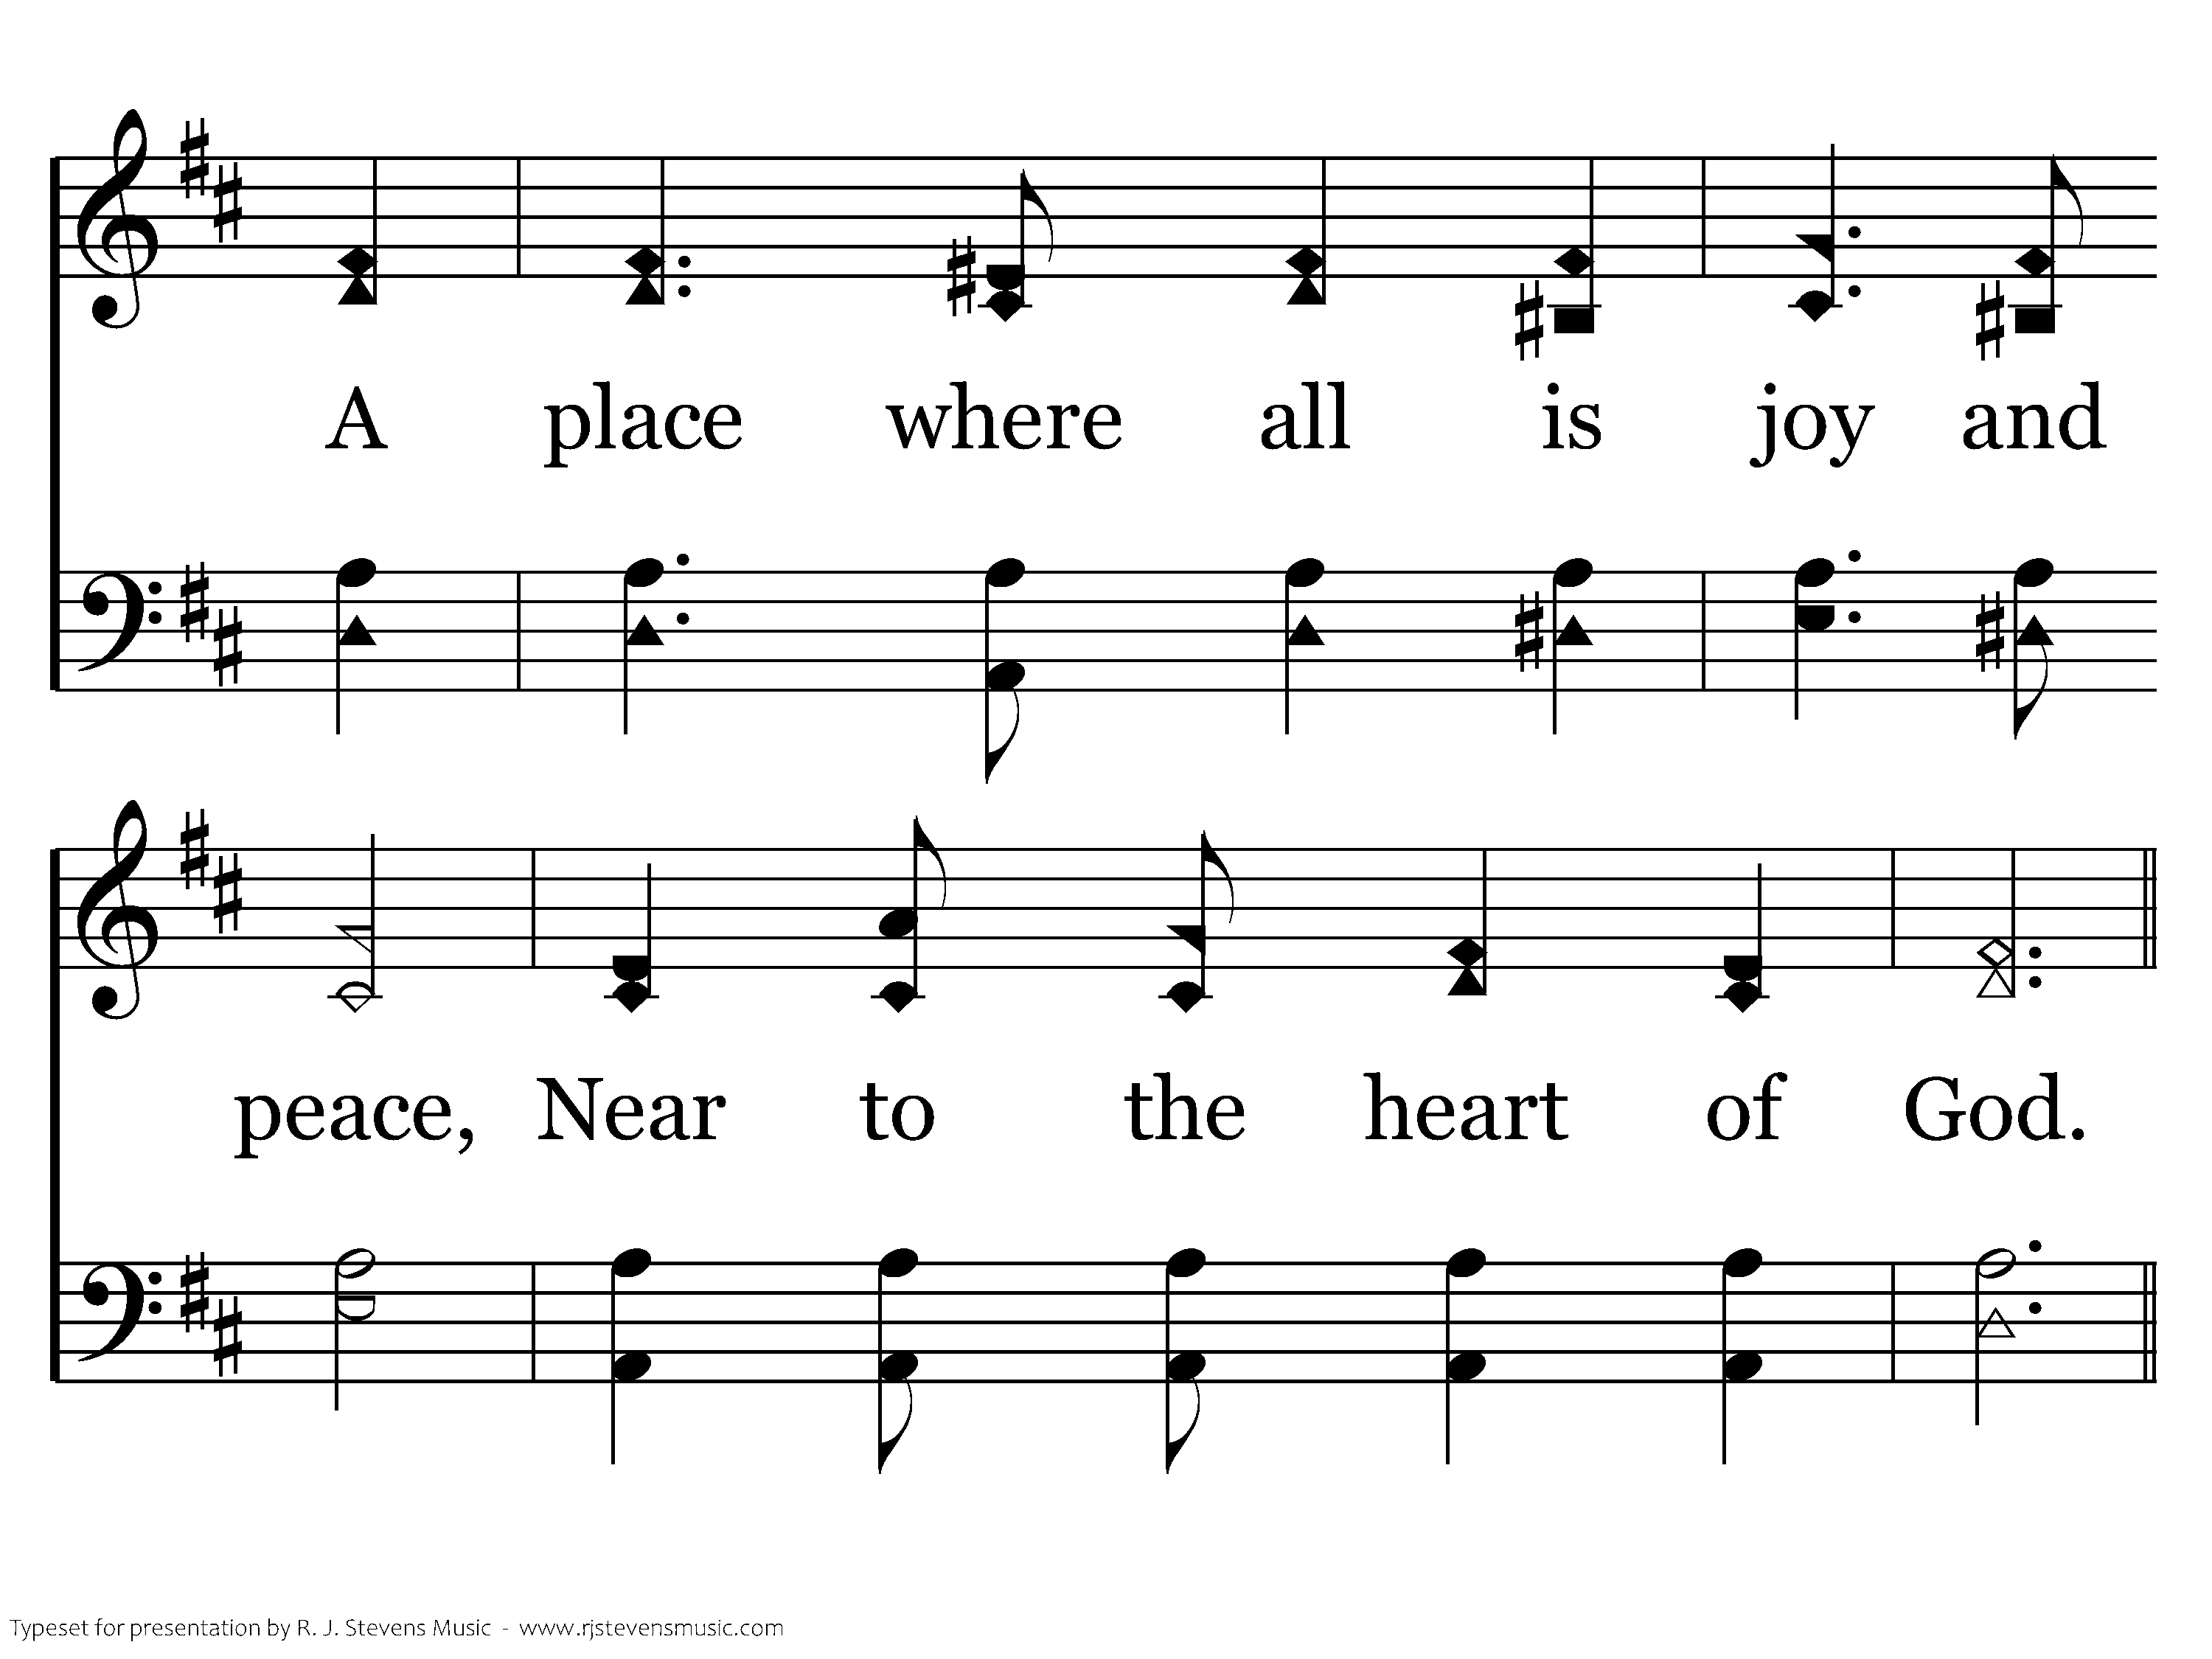 A place where all is joy and
peace, Near to the heart of God.
Typeset for presentation by R. J. Stevens Music - www.rjstevensmusic.com